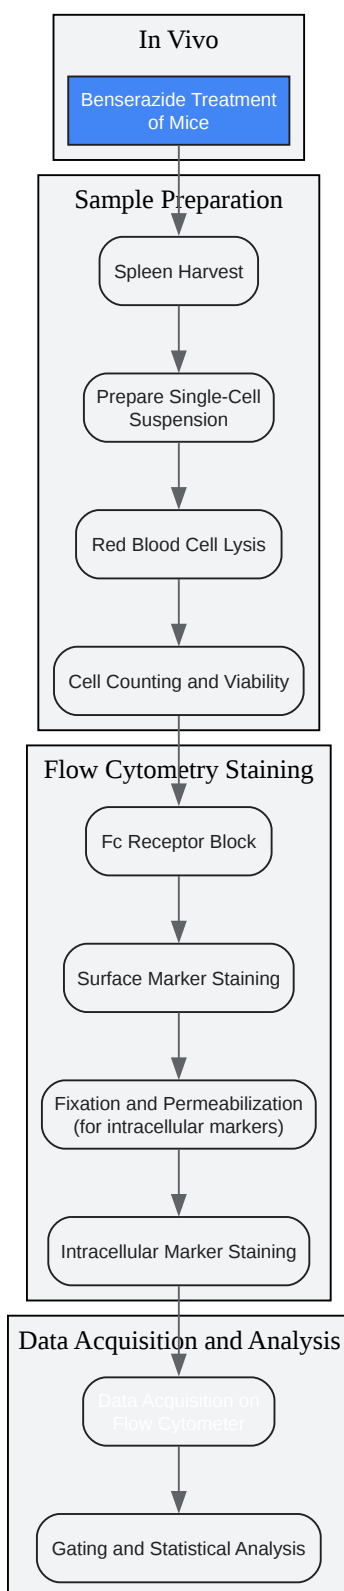 In Vivo
Benserazide Treatment
of Mice
Sample Preparation
Spleen Harvest
Prepare Single-Cell
Suspension
Red Blood Cell Lysis
Cell Counting and Viability
Flow Cytometry Staining
Fc Receptor Block
Surface Marker Staining
Fixation and Permeabilization
(for intracellular markers)
Intracellular Marker Staining
Data Acquisition and Analysis
Data Acquisition on
Flow Cytometer
Gating and Statistical Analysis